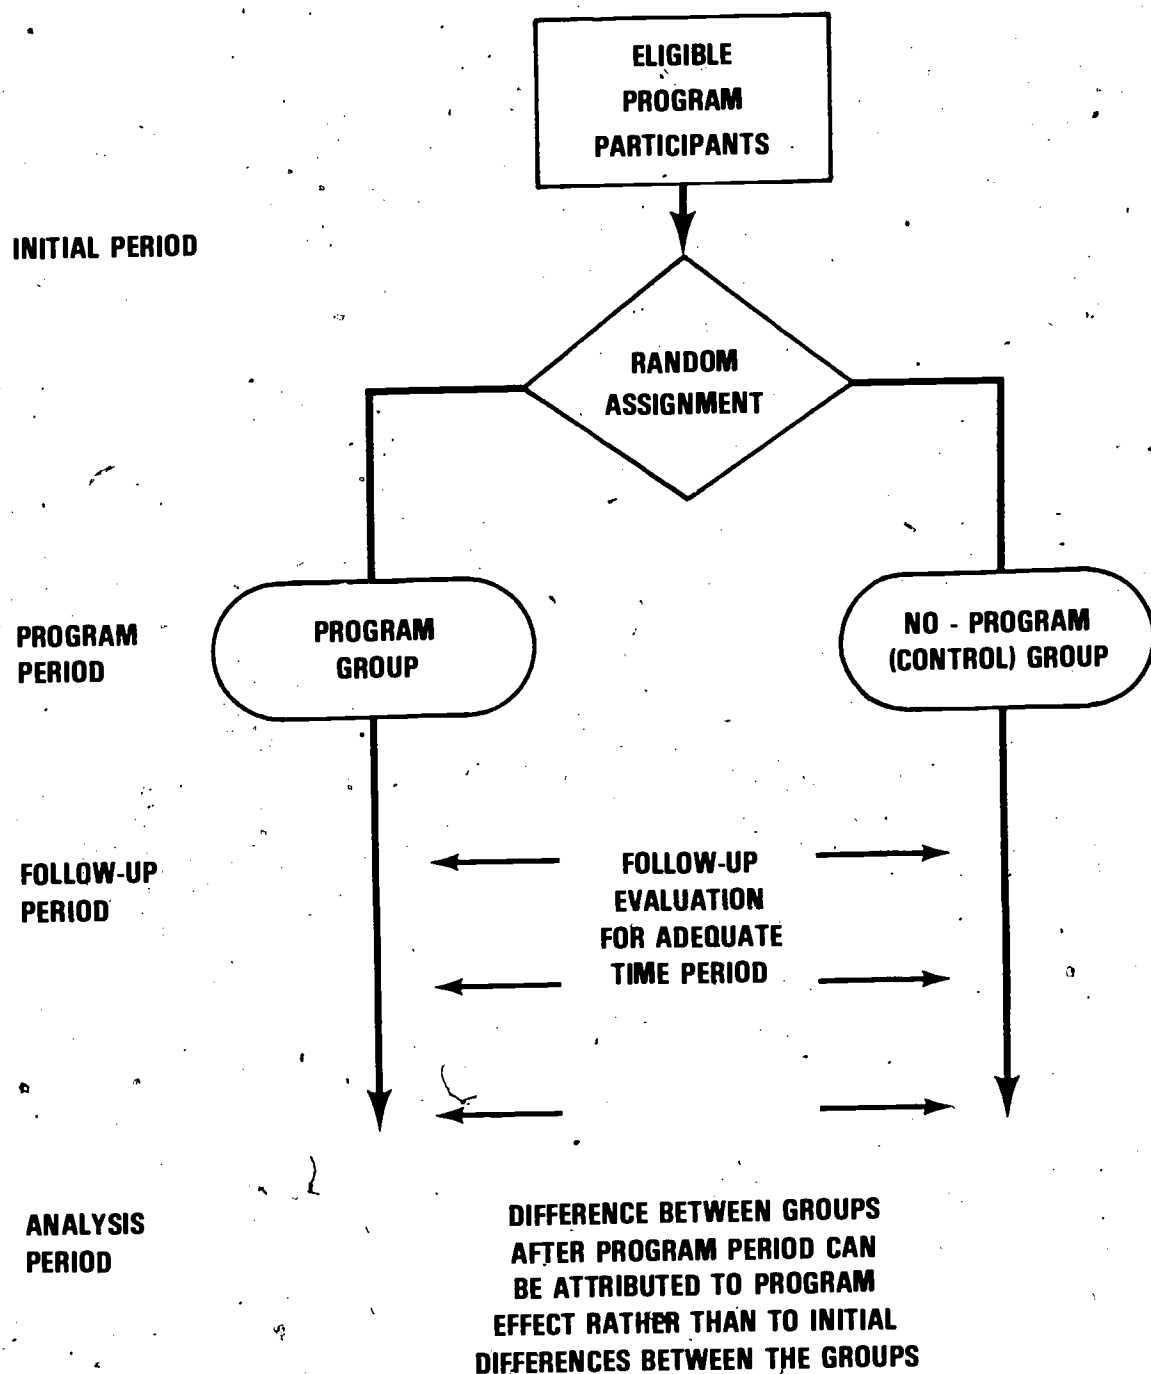 ELIGIBLE
PROGRAM
PARTICIPANTS
INITIAL PERIOD
RANDOM
ASSIGNMENT
PROGRAM
PERIOD
PROGRAM
GROUP
NO - PROGRAM
(CONTROL) GROUP
FOLLOW-UP
PERIOD
FOLLOW-UP
EVALUATION
FOR ADEQUATE
TIME PERIOD
ANALYSIS
PERIOD
DIFFERENCE BETWEEN GROUPS
AFTER PROGRAM PERIOD CAN
BE ATTRIBUTED TO PROGRAM
EFFECT RATHER THAN TO INITIAL
DIFFERENCES BETWEEN THE GROUPS